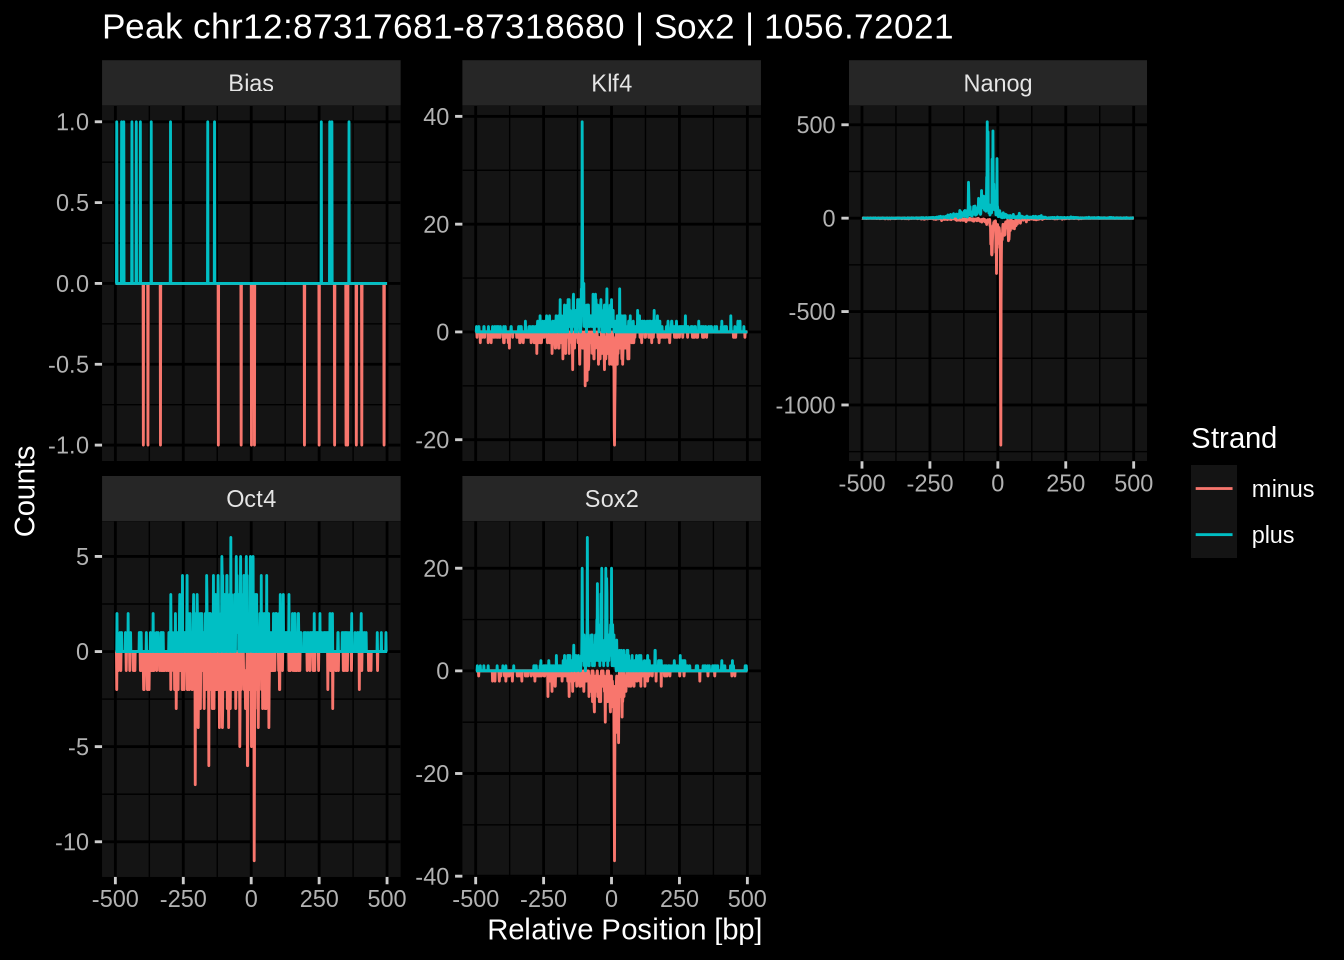 Peak chr12:87317681-87318680 | Sox2 | 1056.72021
Bias
Klf4
Nanog
1.0
0.5
0.0
-0.5
-1.0
40
20
0
-20
500
0
-500
-1000
-500 -250 0 250 500
Oct4
Sox2
5
0
-5
-10
20
0
-20
-40
-500 -250 0 250 500
-500 -250 0 250 500
Counts
Relative Position [bp]
Strand
minus
plus